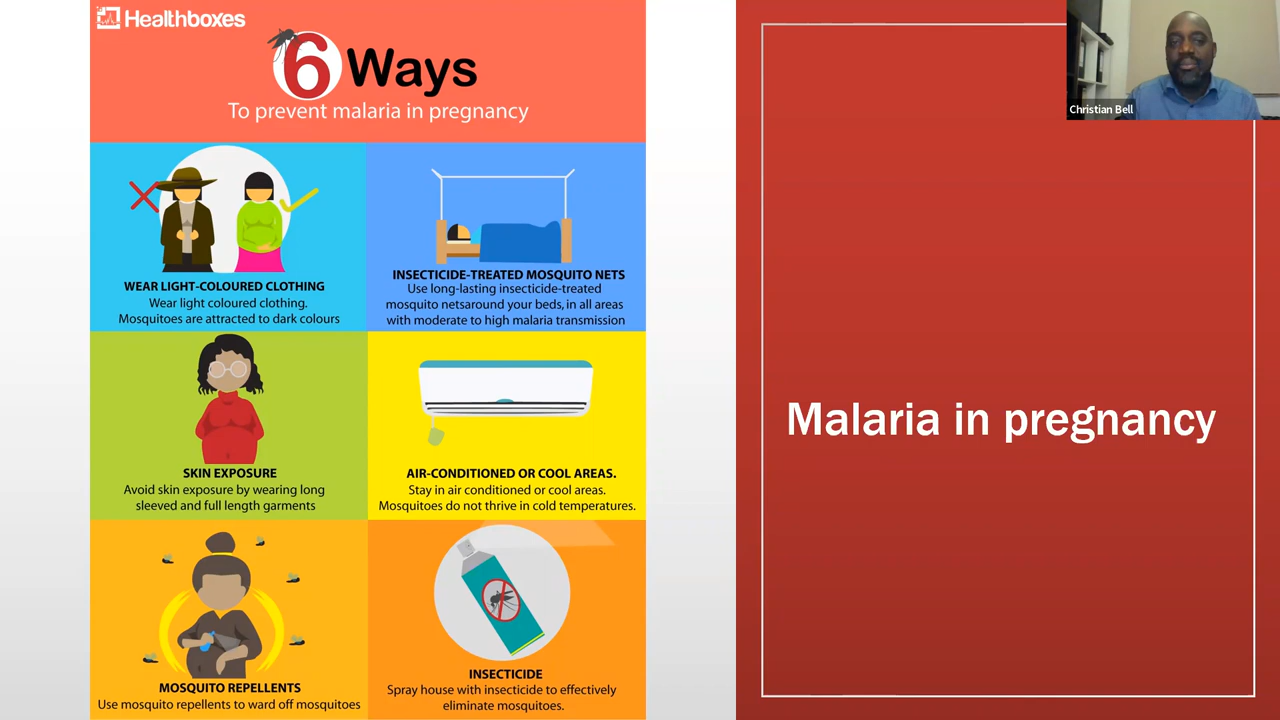 Healthboxes
6 Ways
To prevent malaria in pregnancy
WEAR LIGHT-COLOURED CLOTHING
Wear light coloured clothing.
Mosquitoes are attracted to dark colours
INSECTICIDE-TREATED MOSQUITO NETS
Use long-lasting insecticide-treated
mosquito netsaround your beds, in all areas
with moderate to high malaria transmission
SKIN EXPOSURE
Avoid skin exposure by wearing long
sleeved and full length garments
AIR-CONDITIONED OR COOL AREAS.
Stay in air conditioned or cool areas.
Mosquitoes do not thrive in cold temperatures.
MOSQUITO REPELLENTS
Use mosquito repellents to ward off mosquitoes
INSECTICIDE
Spray house with insecticide to effectively
eliminate mosquitoes.
Malaria in pregnancy
Christian Bell